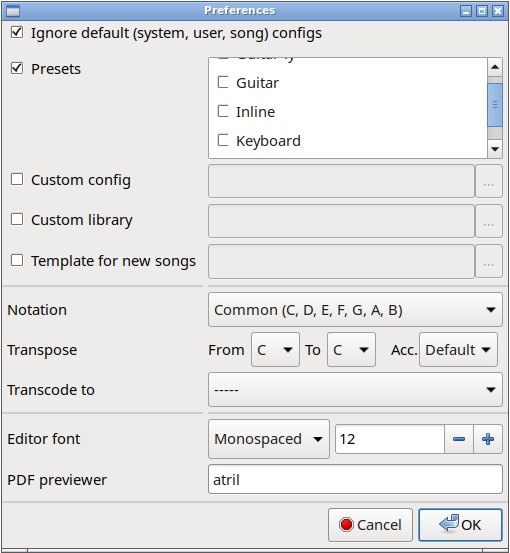 Preferences
Ignore default (system, user, song) configs
Presets
Guitar
Inline
Keyboard
Custom config
...
Custom library
...
Template for new songs
...
Notation Common (C, D, E, F, G, A, B)
Transpose From C To C Acc. Default
Transcode to -----
Editor font Monospaced 12
PDF previewer atril
Cancel OK